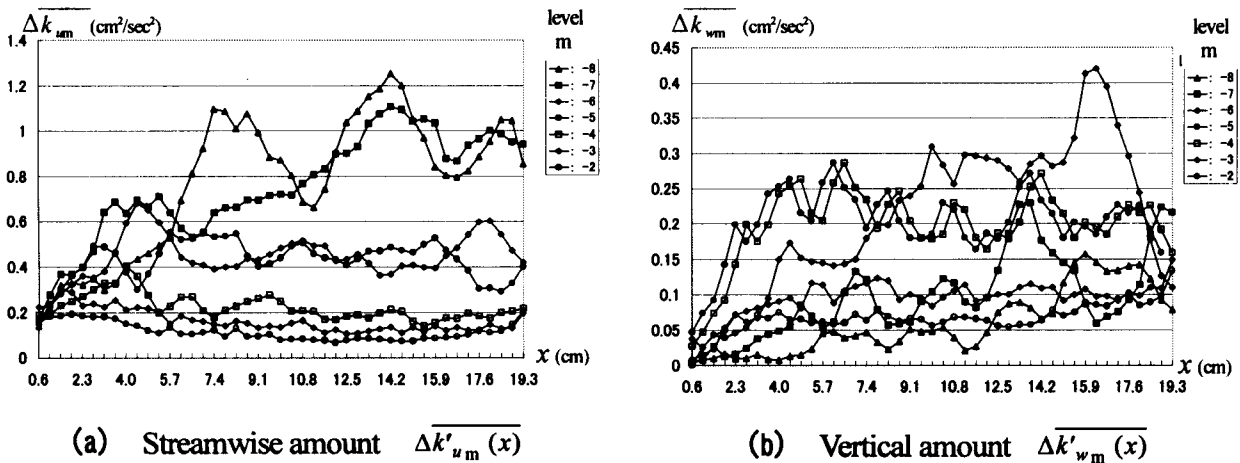 Δk̅ᵤₘ (cm²/sec²)
level
m
1.4
1.2
1
0.8
0.6
0.4
0.2
0
: -8
: -7
: -6
: -5
: -4
: -3
: -2
x (cm)
0.6 2.3 4.0 5.7 7.4 9.1 10.8 12.5 14.2 15.9 17.6 19.3
(a) Streamwise amount Δk'ᵤₘ(x)
Δk_wm (cm²/sec²)
level
m
0.45
0.4
0.35
0.3
0.25
0.2
0.15
0.1
0.05
0
: -8
: -7
: -6
: -5
: -4
: -3
: -2
x (cm)
0.6 2.3 4.0 5.7 7.4 9.1 10.8 12.5 14.2 15.9 17.6 19.3
(b) Vertical amount Δk'_wm(x)